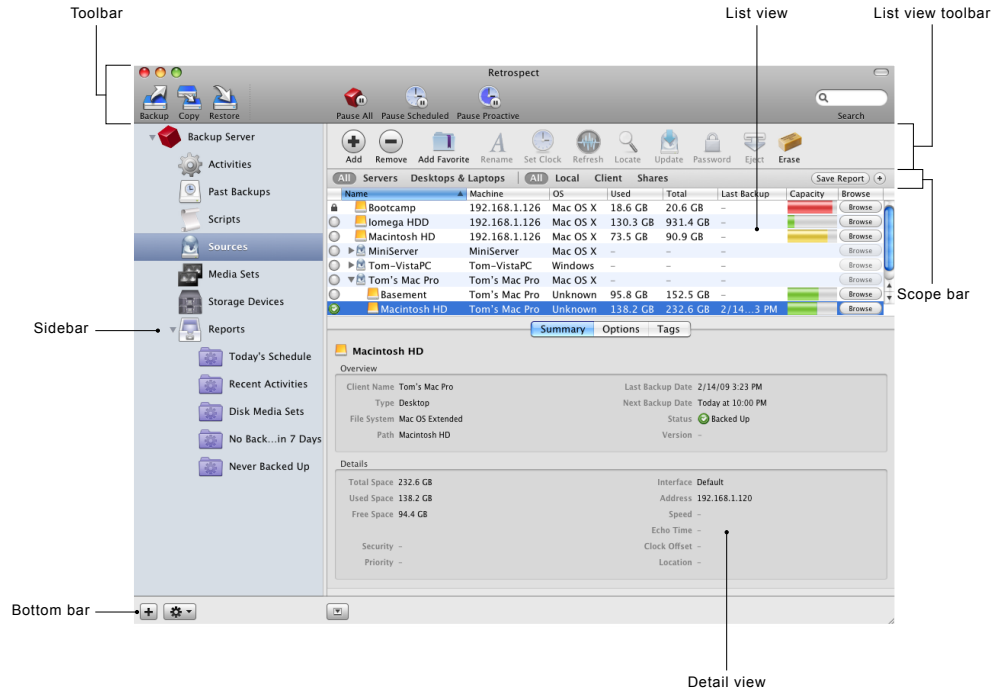 Toolbar
List view
List view toolbar
Retrospect
Backup Copy Restore
Pause All Pause Scheduled Pause Proactive
Search
Backup Server
Activities
Past Backups
Scripts
Sources
Media Sets
Storage Devices
Reports
Today's Schedule
Recent Activities
Disk Media Sets
No Back...in 7 Days
Never Backed Up
Add Remove Add Favorite Rename Set Clock Refresh Locate Update Password Eject Erase
All Servers Desktops & Laptops All Local Client Shares Save Report
Name Machine OS Used Total Last Backup Capacity Browse
Bootcamp 192.168.1.126 Mac OS X 18.6 GB 20.6 GB – Browse
Iomega HDD 192.168.1.126 Mac OS X 130.3 GB 931.4 GB – Browse
Macintosh HD 192.168.1.126 Mac OS X 73.5 GB 90.9 GB – Browse
MiniServer MiniServer Mac OS X – – – Browse
Tom-VistaPC Tom-VistaPC Windows – – – Browse
Tom's Mac Pro Tom's Mac Pro Mac OS X – – – Browse
Basement Tom's Mac Pro Unknown 95.8 GB 152.5 GB – Browse
Macintosh HD Tom's Mac Pro Unknown 138.2 GB 232.6 GB 2/14...3 PM Browse
Scope bar
Sidebar
Summary Options Tags
Macintosh HD
Overview
Client Name Tom's Mac Pro
Type Desktop
File System Mac OS Extended
Path Macintosh HD
Last Backup Date 2/14/09 3:23 PM
Next Backup Date Today at 10:00 PM
Status Backed Up
Version –
Details
Total Space 232.6 GB
Used Space 138.2 GB
Free Space 94.4 GB
Security –
Priority –
Interface Default
Address 192.168.1.120
Speed –
Echo Time –
Clock Offset –
Location –
Bottom bar
Detail view